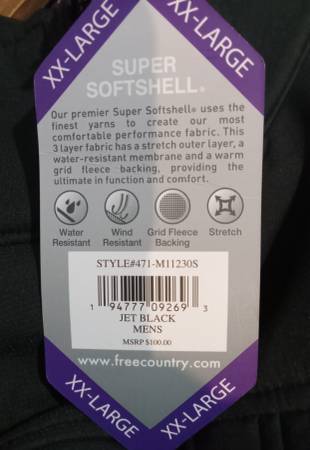 XX-LARGE
XX-LARGE
SUPER
SOFTSHELL®
Our premier Super Softshell® uses the
finest yarns to create our most
comfortable performance fabric. This
3 layer fabric has a stretch outer layer, a
water-resistant membrane and a warm
grid fleece backing, providing the
ultimate in function and comfort.
Water
Resistant
Wind
Resistant
Grid Fleece
Backing
Stretch
STYLE#471-M11230S
1 94777 09269 3
JET BLACK
MENS
MSRP $100.00
www.freecountry.com
XX-LARGE
XX-LARGE